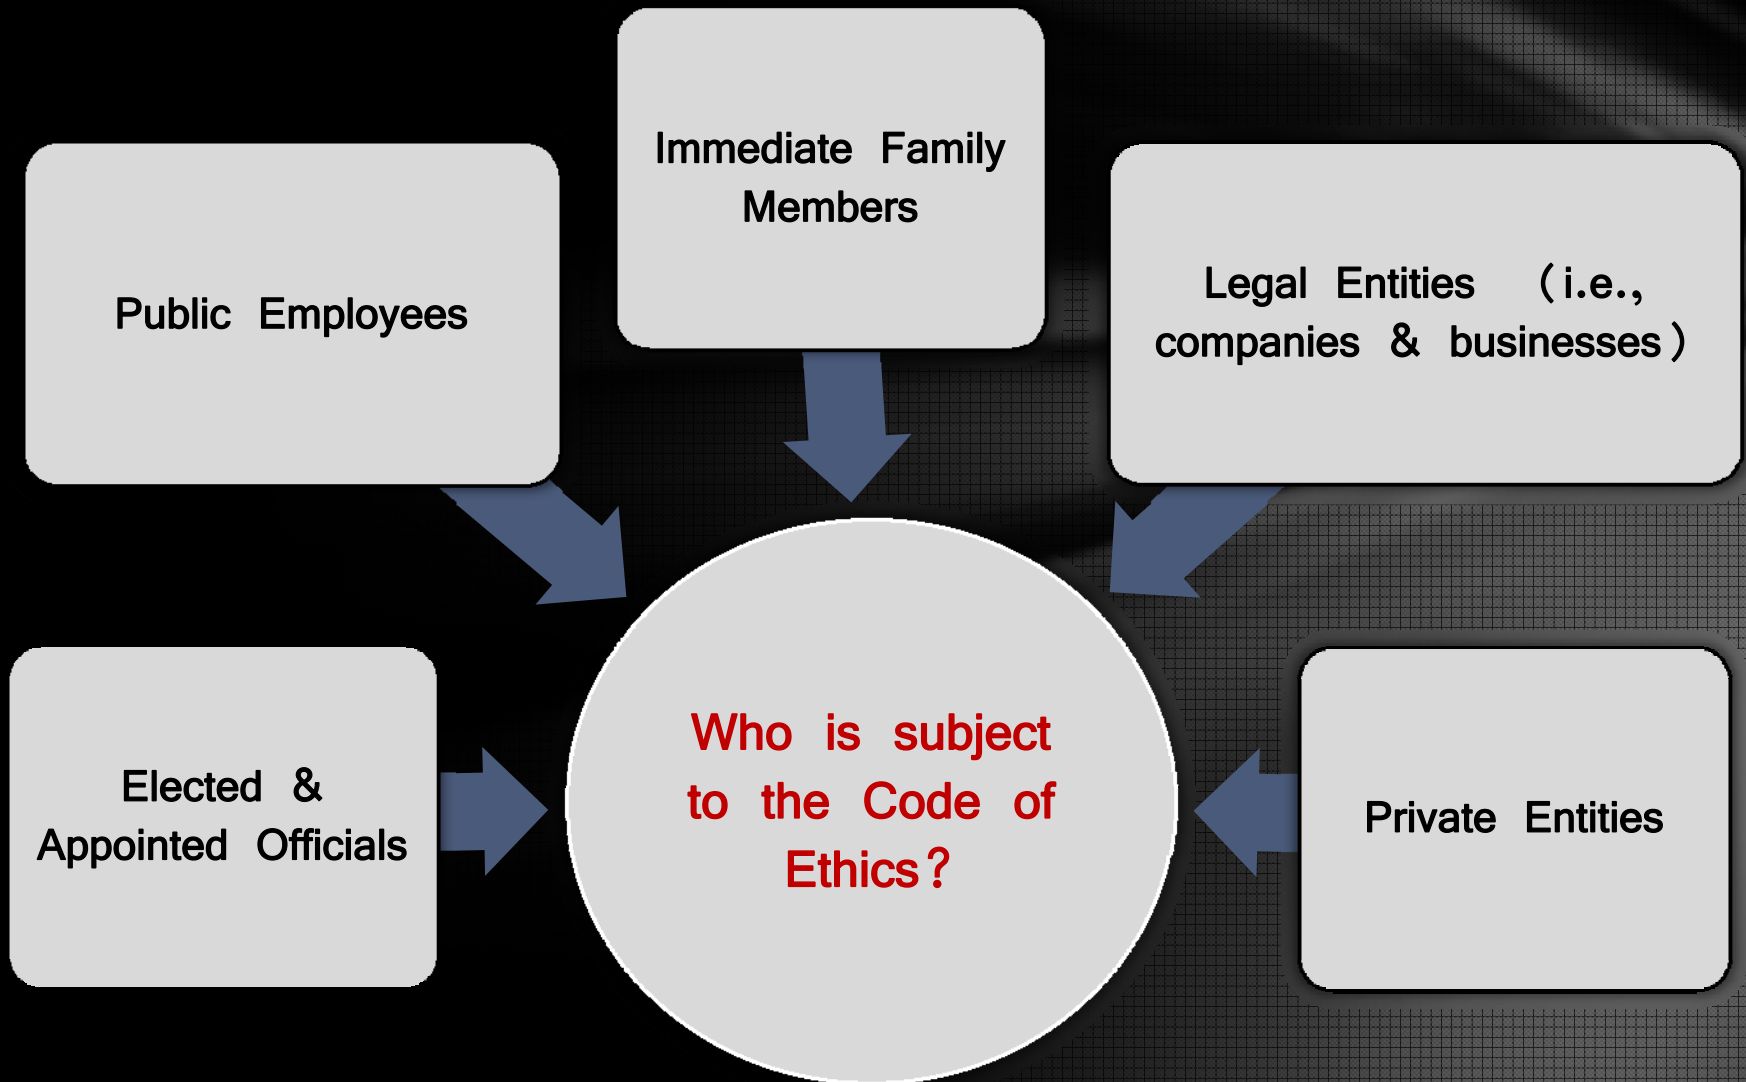 Immediate Family
Members
Public Employees
Legal Entities (i.e.,
companies & businesses)
Elected &
Appointed Officials
Who is subject
to the Code of
Ethics?
Private Entities